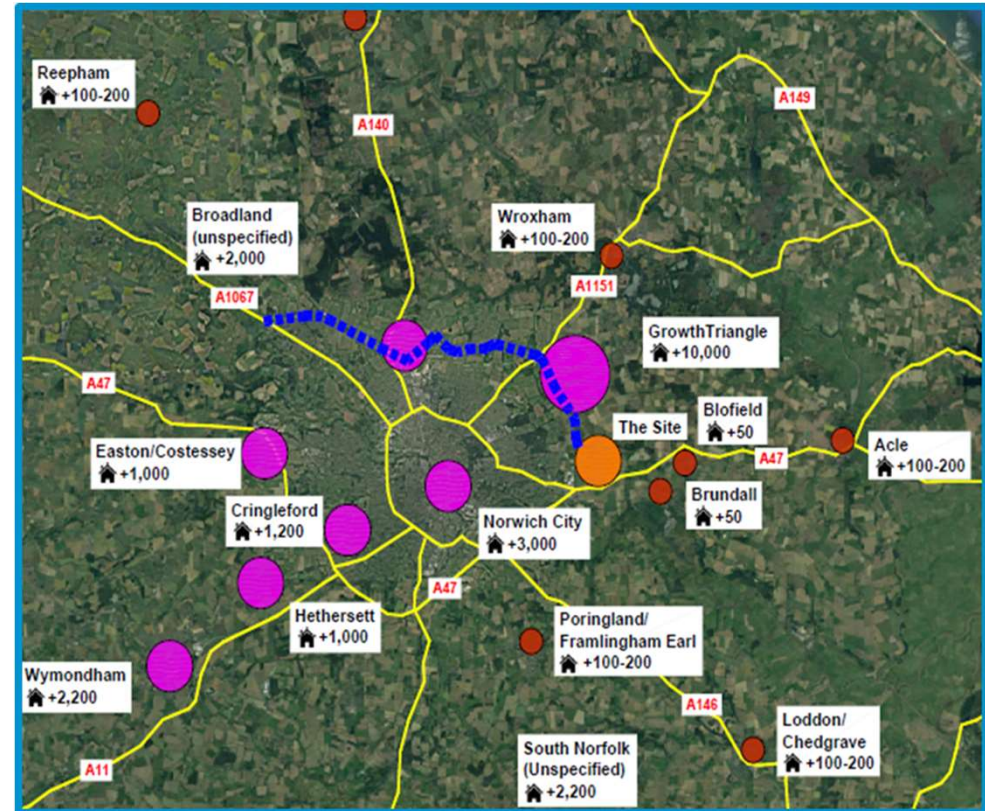 Reepham
+100-200
A140
A149
Broadland
(unspecified)
+2,000
Wroxham
+100-200
A1067
A1151
GrowthTriangle
+10,000
A47
The Site
Blofield
+50
Easton/Costessey
+1,000
A47
Acle
+100-200
Cringleford
+1,200
Brundall
+50
Norwich City
+3,000
A47
Hethersett
+1,000
Poringland/
Framlingham Earl
+100-200
Wymondham
+2,200
A146
Loddon/
Chedgrave
+100-200
South Norfolk
(Unspecified)
+2,200
A11